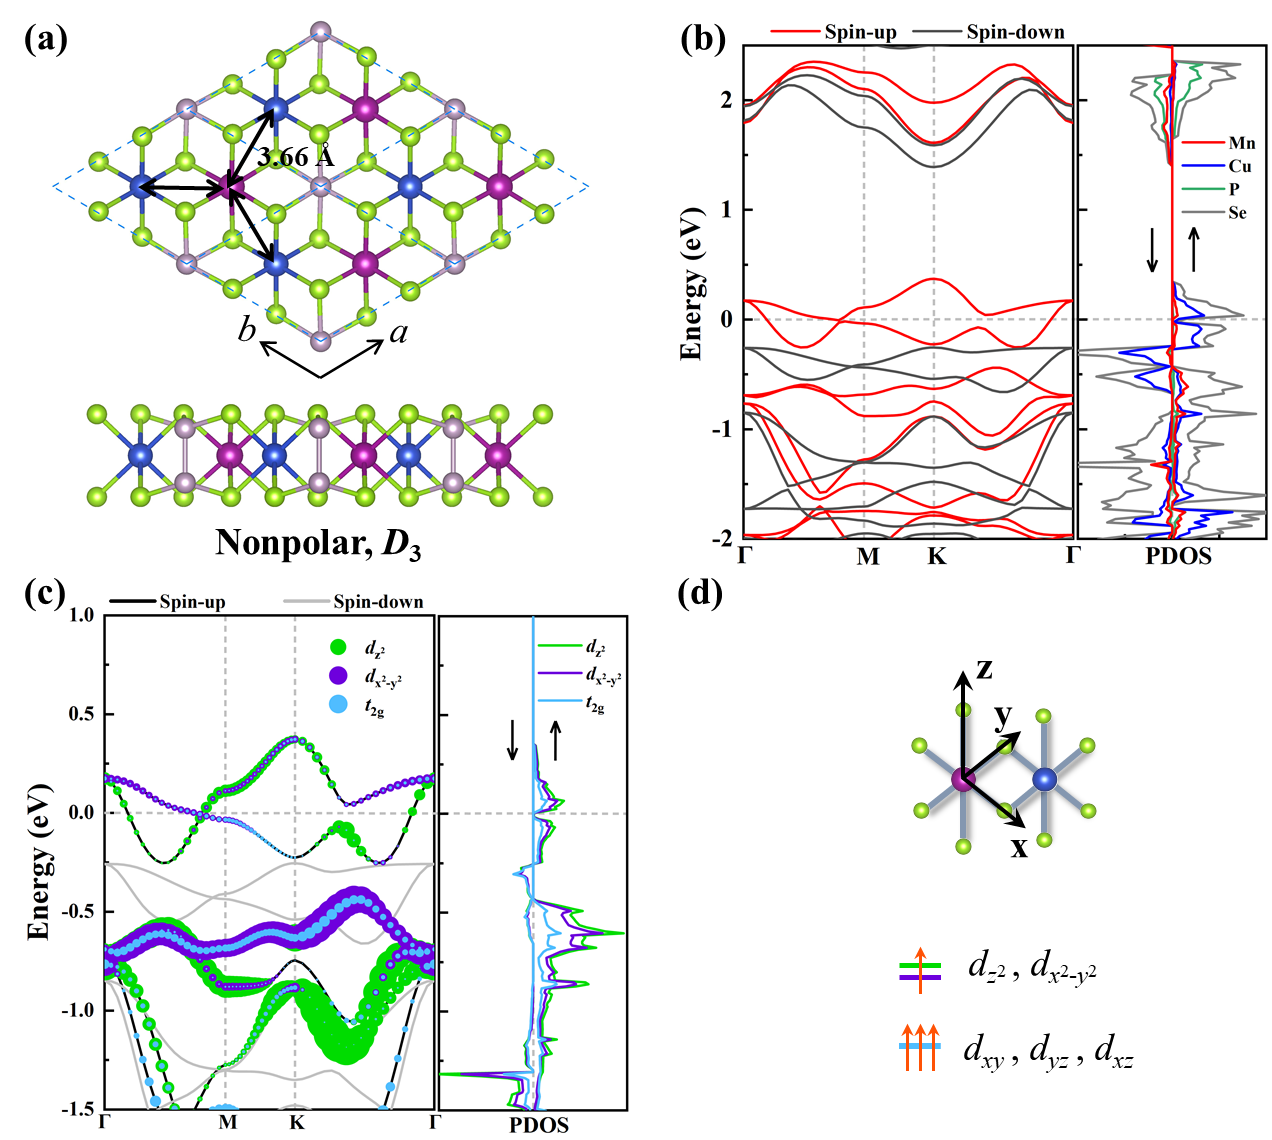 (a)
3.66 Å
b
a
Nonpolar, D3
(b)
Spin-up
Spin-down
Energy (eV)
2
1
0
-1
-2
Γ
M
K
Γ
Mn
Cu
P
Se
PDOS
(c)
Spin-up
Spin-down
Energy (eV)
1.0
0.5
0.0
-0.5
-1.0
-1.5
Γ
M
K
Γ
dz²
dx²-y²
t2g
dz²
dx²-y²
t2g
PDOS
(d)
z
y
x
dz² , dx²-y²
dxy , dyz , dxz